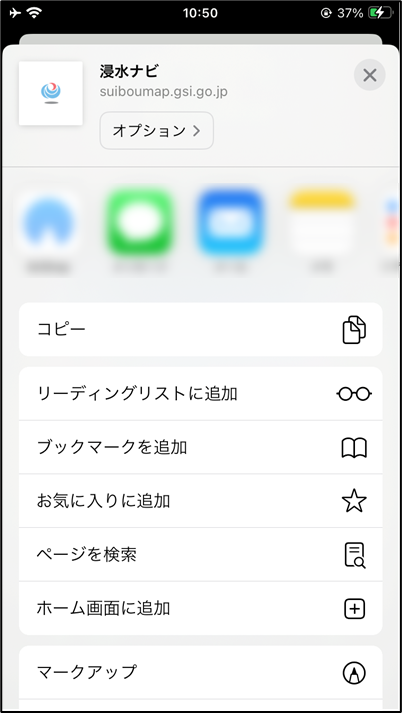 10:50
37%
浸水ナビ
suiboumap.gsi.go.jp
オプション
コピー
リーディングリストに追加
ブックマークを追加
お気に入りに追加
ページを検索
ホーム画面に追加
マークアップ